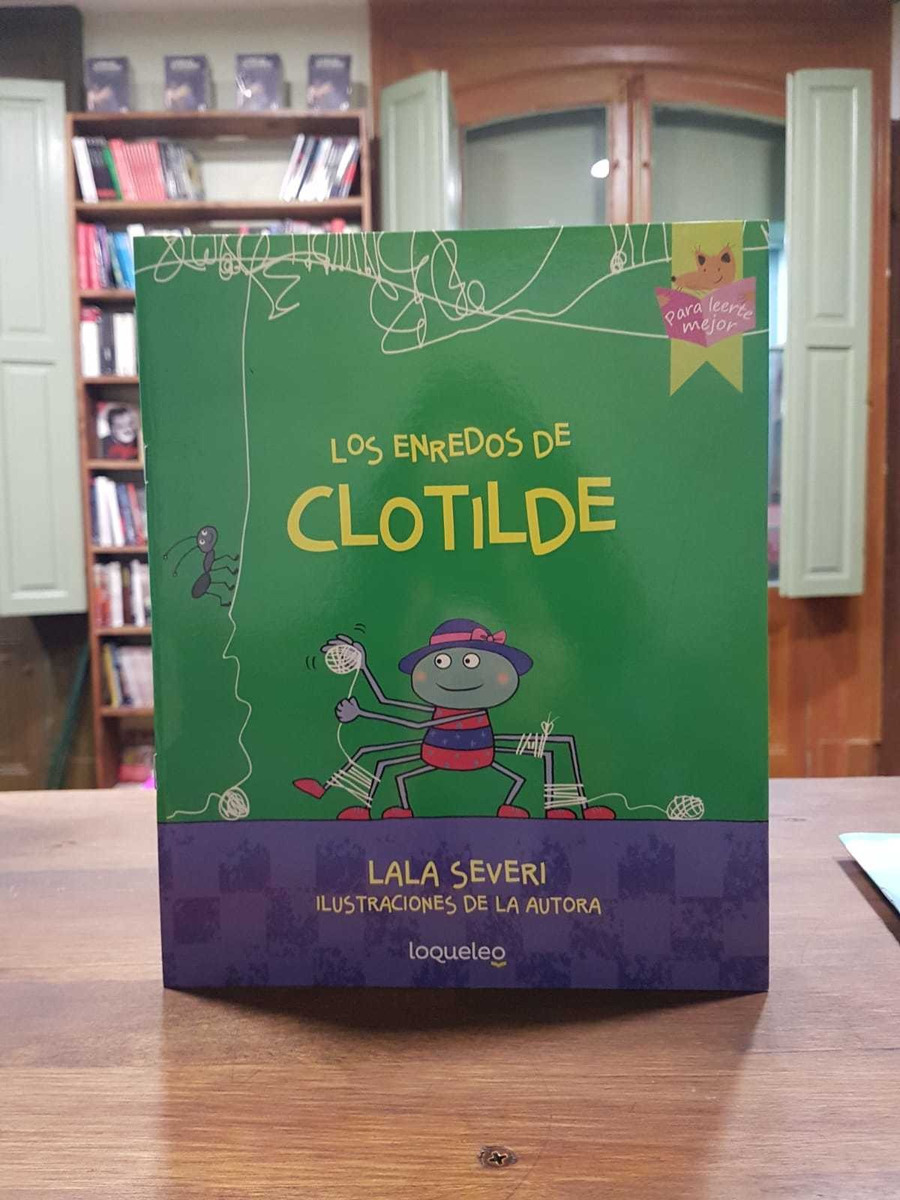 Para leerte
mejor
LOS ENREDOS DE
CLOTILDE
LALA SEVERI
ILUSTRACIONES DE LA AUTORA
loqueleo